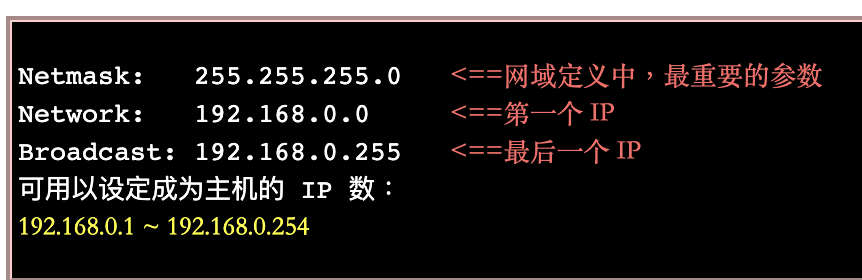 Netmask:   255.255.255.0   <==网域定义中，最重要的参数
Network:   192.168.0.0     <==第一个 IP
Broadcast: 192.168.0.255   <==最后一个 IP
可用以设定成为主机的 IP 数：
192.168.0.1 ~ 192.168.0.254